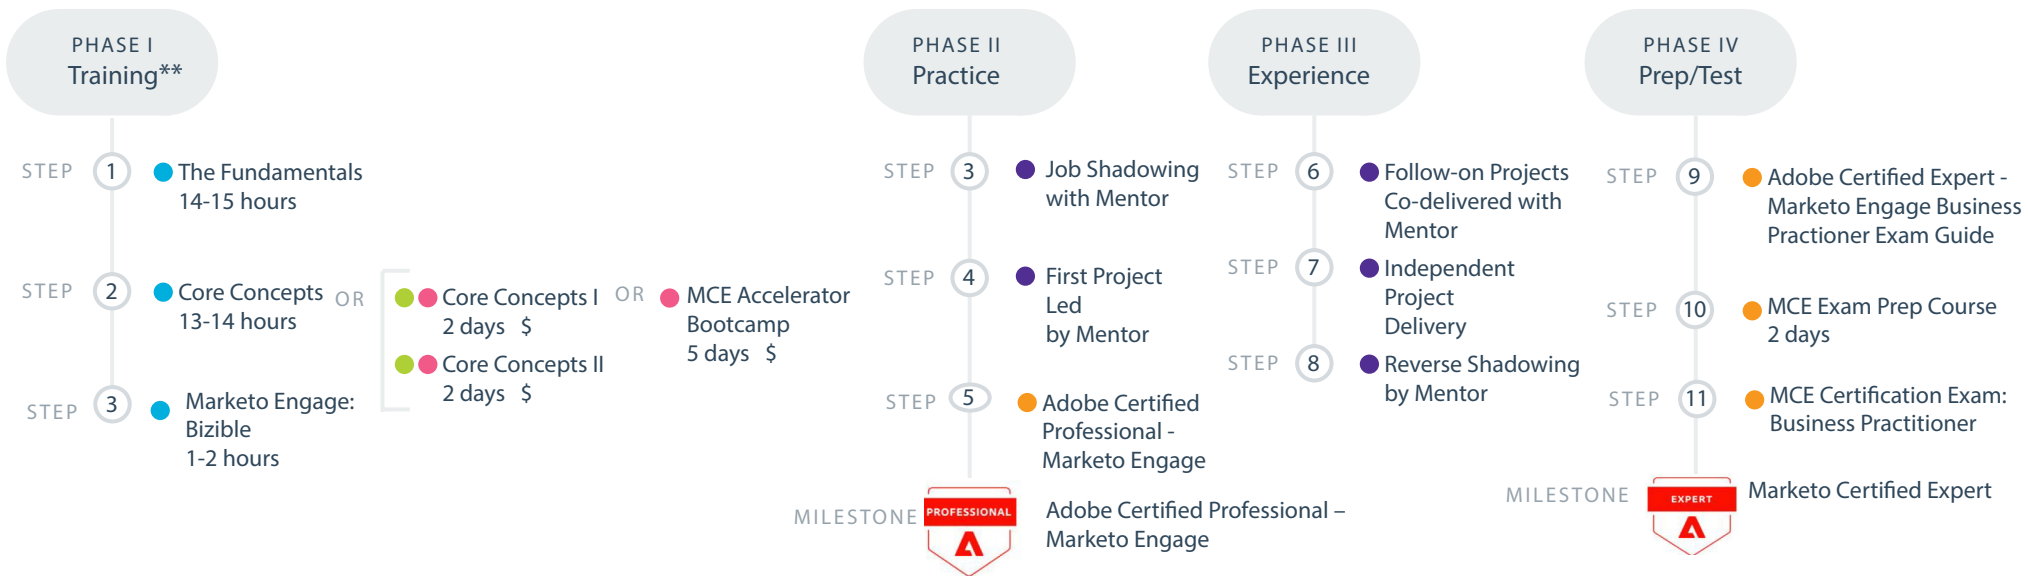 PHASE I
Training**
STEP 1
The Fundamentals
14-15 hours
STEP 2
Core Concepts
13-14 hours
OR
Core Concepts I
2 days $
Core Concepts II
2 days $
OR
MCE Accelerator
Bootcamp
5 days $
STEP 3
Marketo Engage:
Bizible
1-2 hours
PHASE II
Practice
STEP 3
Job Shadowing
with Mentor
STEP 4
First Project
Led
by Mentor
STEP 5
Adobe Certified
Professional -
Marketo Engage
MILESTONE
PROFESSIONAL
Adobe Certified Professional –
Marketo Engage
PHASE III
Experience
STEP 6
Follow-on Projects
Co-delivered with
Mentor
STEP 7
Independent
Project
Delivery
STEP 8
Reverse Shadowing
by Mentor
PHASE IV
Prep/Test
STEP 9
Adobe Certified Expert -
Marketo Engage Business
Practioner Exam Guide
STEP 10
MCE Exam Prep Course
2 days
STEP 11
MCE Certification Exam:
Business Practitioner
MILESTONE
EXPERT
Marketo Certified Expert